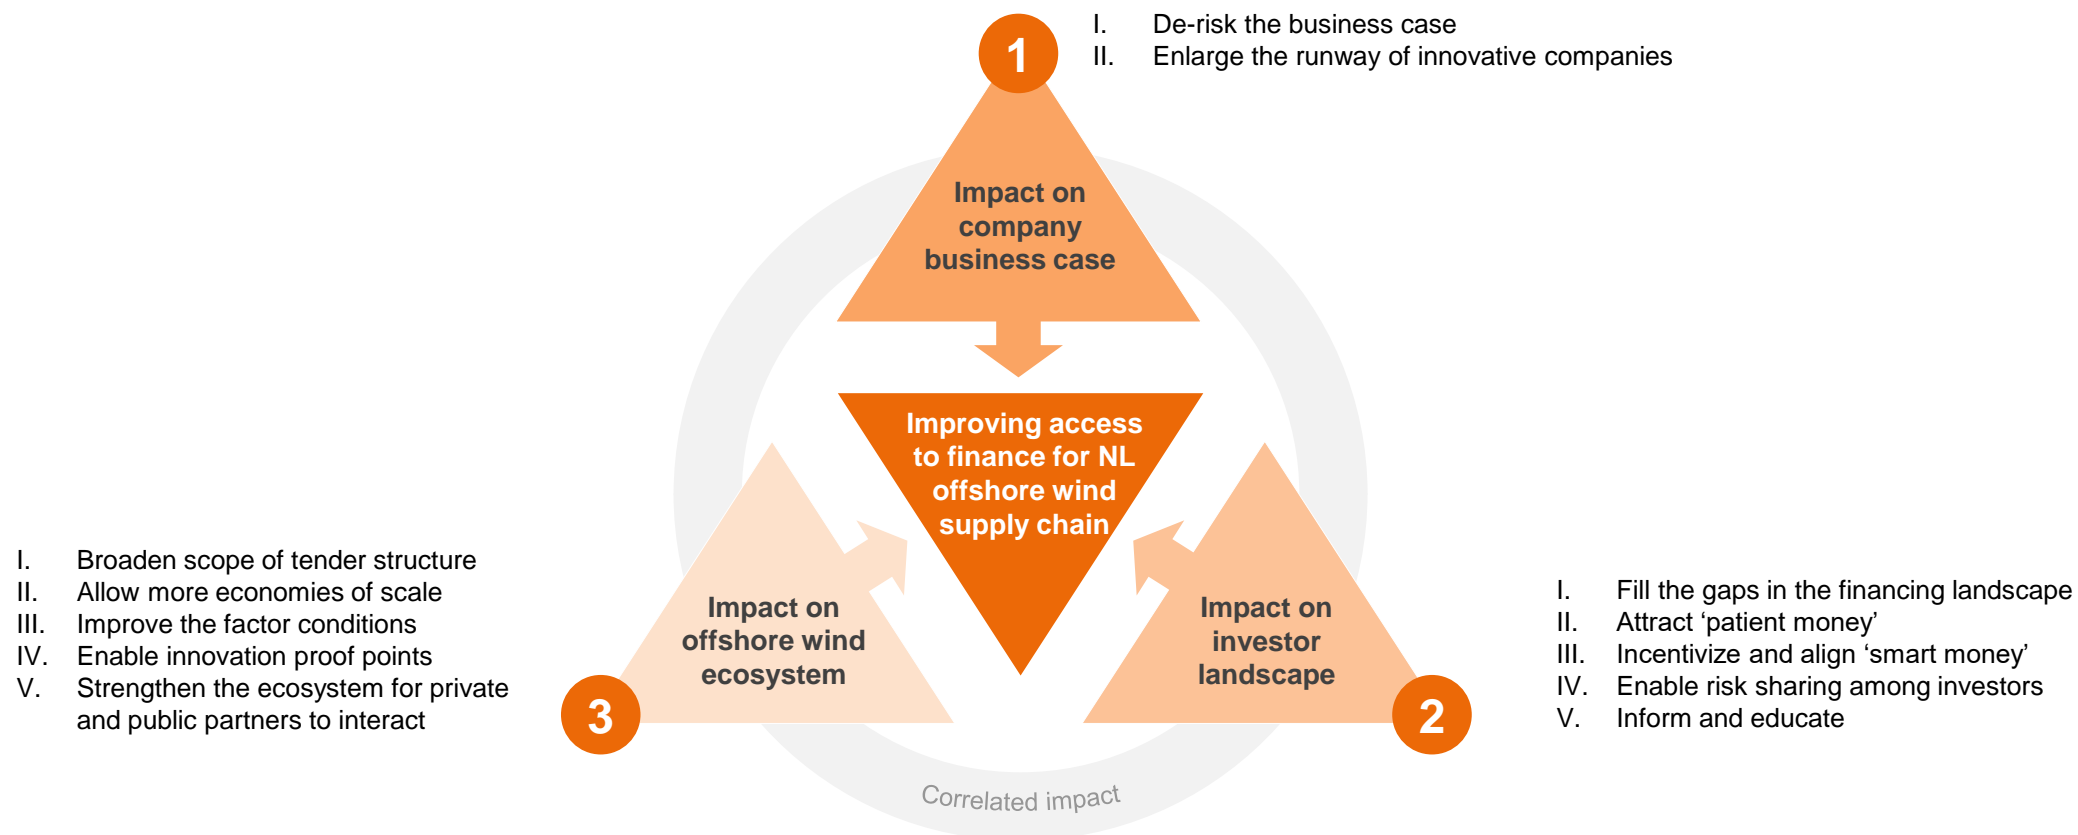 1
I. De-risk the business case
II. Enlarge the runway of innovative companies
Impact on
company
business case
Improving access
to finance for NL
offshore wind
supply chain
I. Broaden scope of tender structure
II. Allow more economies of scale
III. Improve the factor conditions
IV. Enable innovation proof points
V. Strengthen the ecosystem for private
and public partners to interact
Impact on
offshore wind
ecosystem
3
Impact on
investor
landscape
2
I. Fill the gaps in the financing landscape
II. Attract ‘patient money’
III. Incentivize and align ‘smart money’
IV. Enable risk sharing among investors
V. Inform and educate
Correlated impact